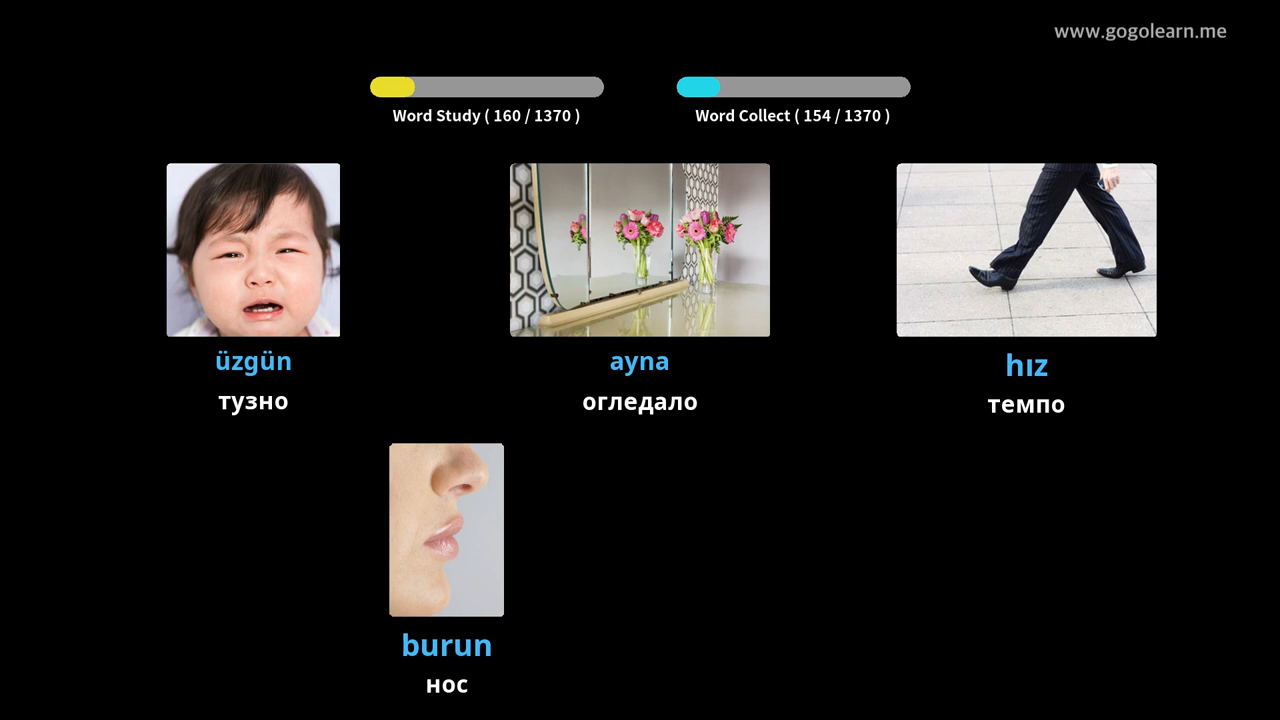 www.gogolearn.me
Word Study ( 160 / 1370 )
Word Collect ( 154 / 1370 )
üzgün
тузно
ayna
огледало
hız
темпо
burun
нос